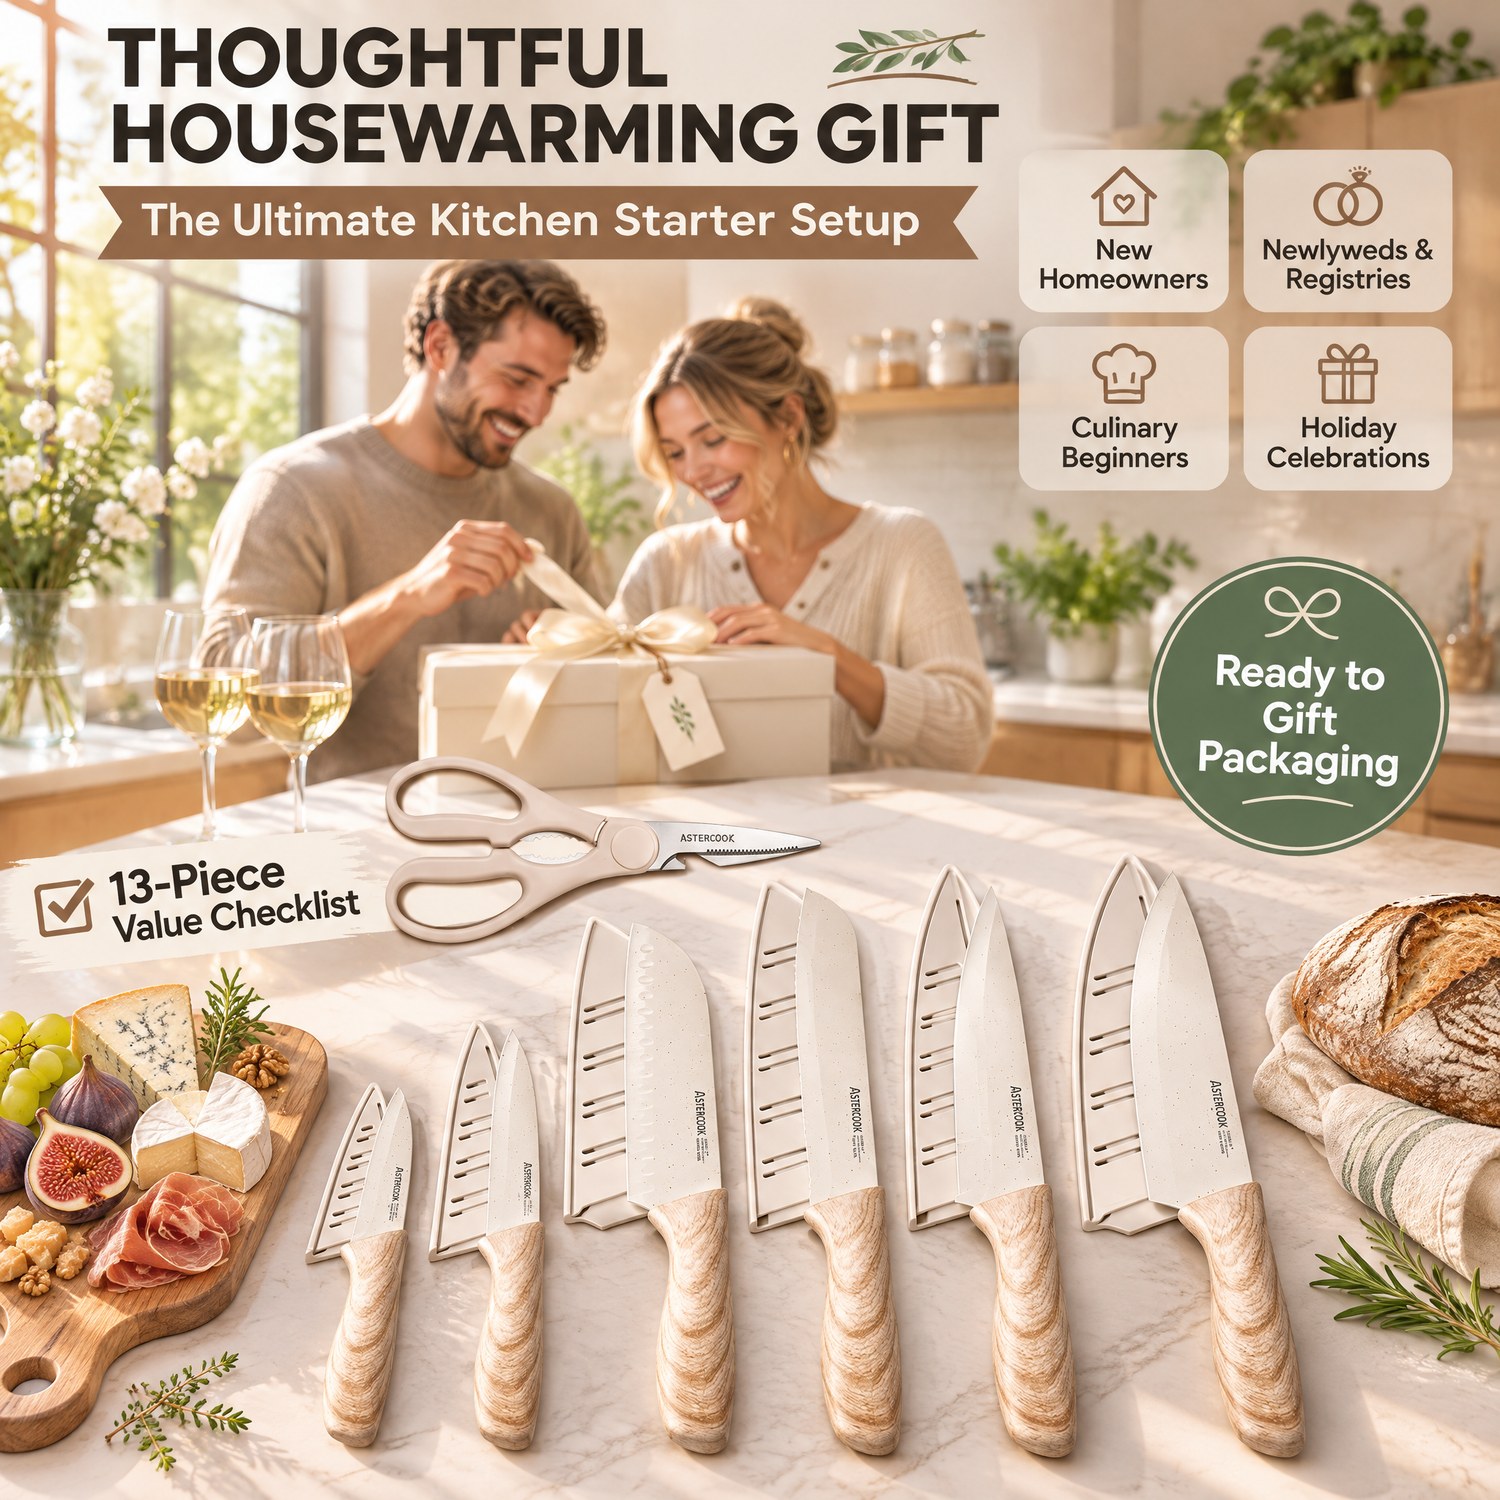 THOUGHTFUL
HOUSEWARMING GIFT
The Ultimate Kitchen Starter Setup
New
Homeowners
Newlyweds &
Registries
Culinary
Beginners
Holiday
Celebrations
Ready to
Gift
Packaging
13-Piece
Value Checklist
ASTERCOOK
ASTERCOOK
ASTERCOOK
ASTERCOOK
ASTERCOOK
ASTERCOOK
ASTERCOOK